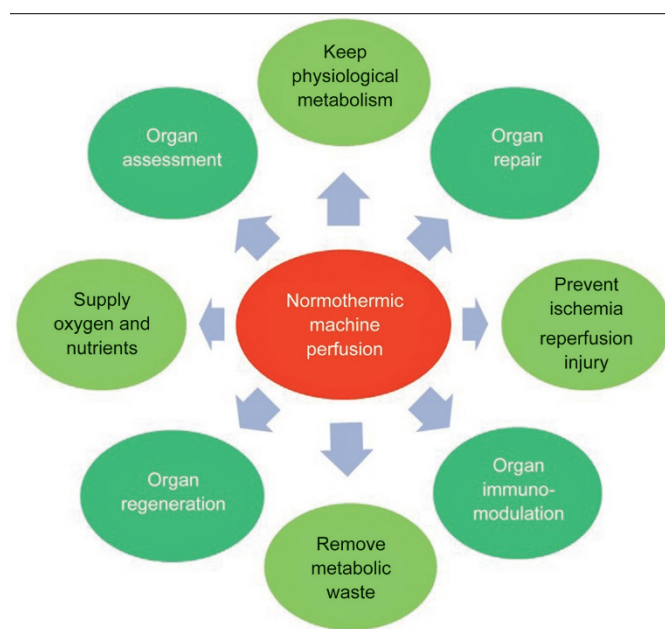 Keep
physiological
metabolism
Organ
assessment
Organ
repair
Supply
oxygen and
nutrients
Normothermic
machine
perfusion
Prevent
ischemia
reperfusion
injury
Organ
regeneration
Organ
immuno-
modulation
Remove
metabolic
waste